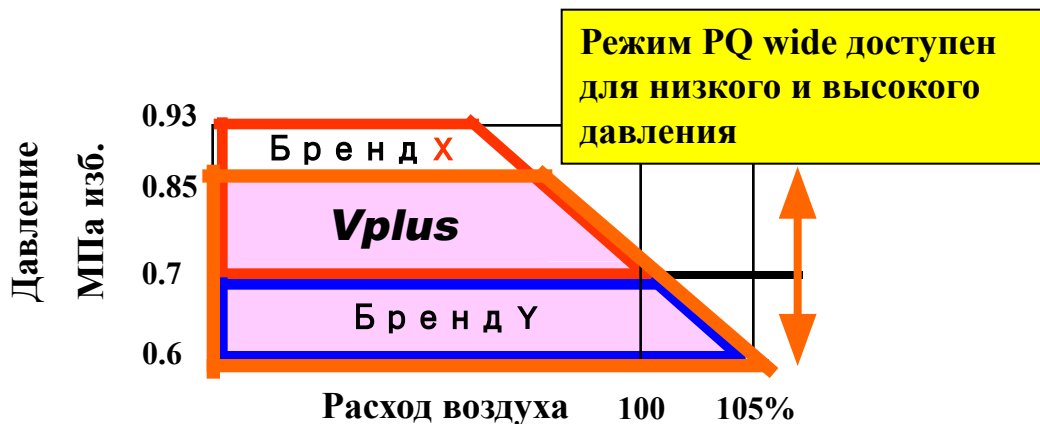 Режим PQ wide доступен
для низкого и высокого
давления
Давление
МПа изб.
0.93
0.85
0.7
0.6
Бренд X
Vplus
Бренд Y
Расход воздуха 100 105%